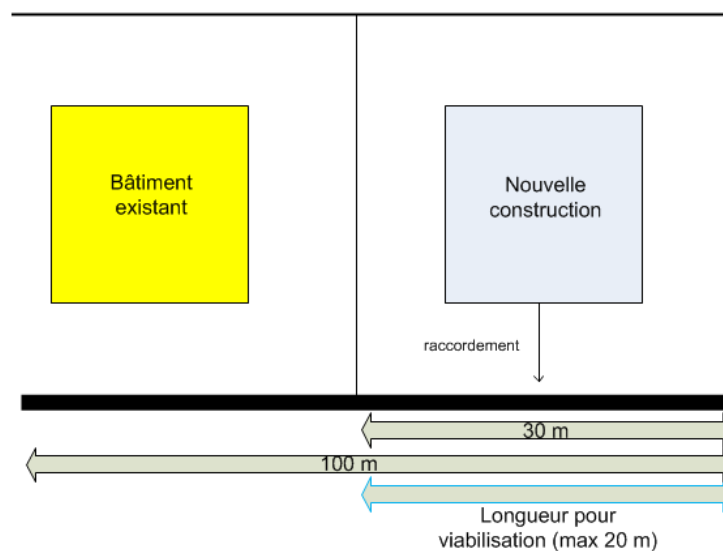 Bâtiment
existant
Nouvelle
construction
raccordement
30 m
100 m
Longueur pour
viabilisation (max 20 m)